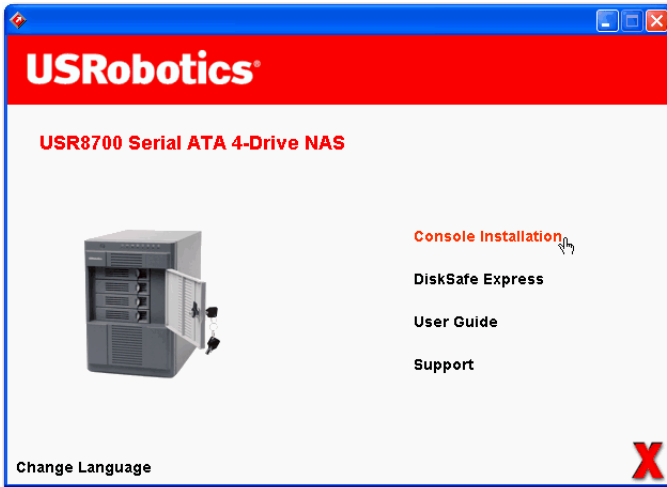 USRobotics®
USR8700 Serial ATA 4-Drive NAS
Console Installation
DiskSafe Express
User Guide
Support
Change Language
X